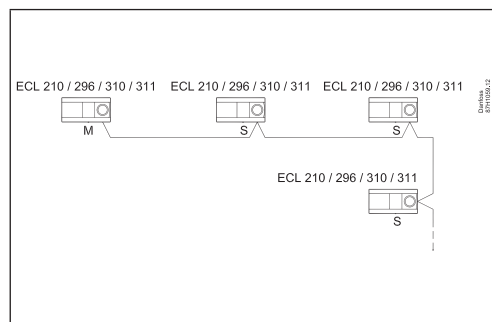 ECL 210 / 296 / 310 / 311 ECL 210 / 296 / 310 / 311 ECL 210 / 296 / 310 / 311
M S S
ECL 210 / 296 / 310 / 311
S
Danfoss
87H1059.12